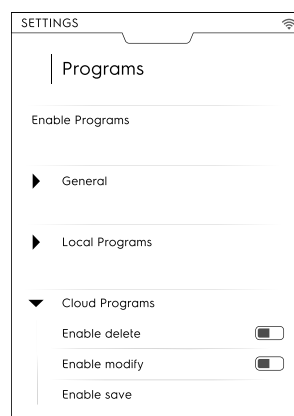 SETTINGS
Programs
Enable Programs
General
Local Programs
Cloud Programs
Enable delete
Enable modify
Enable save